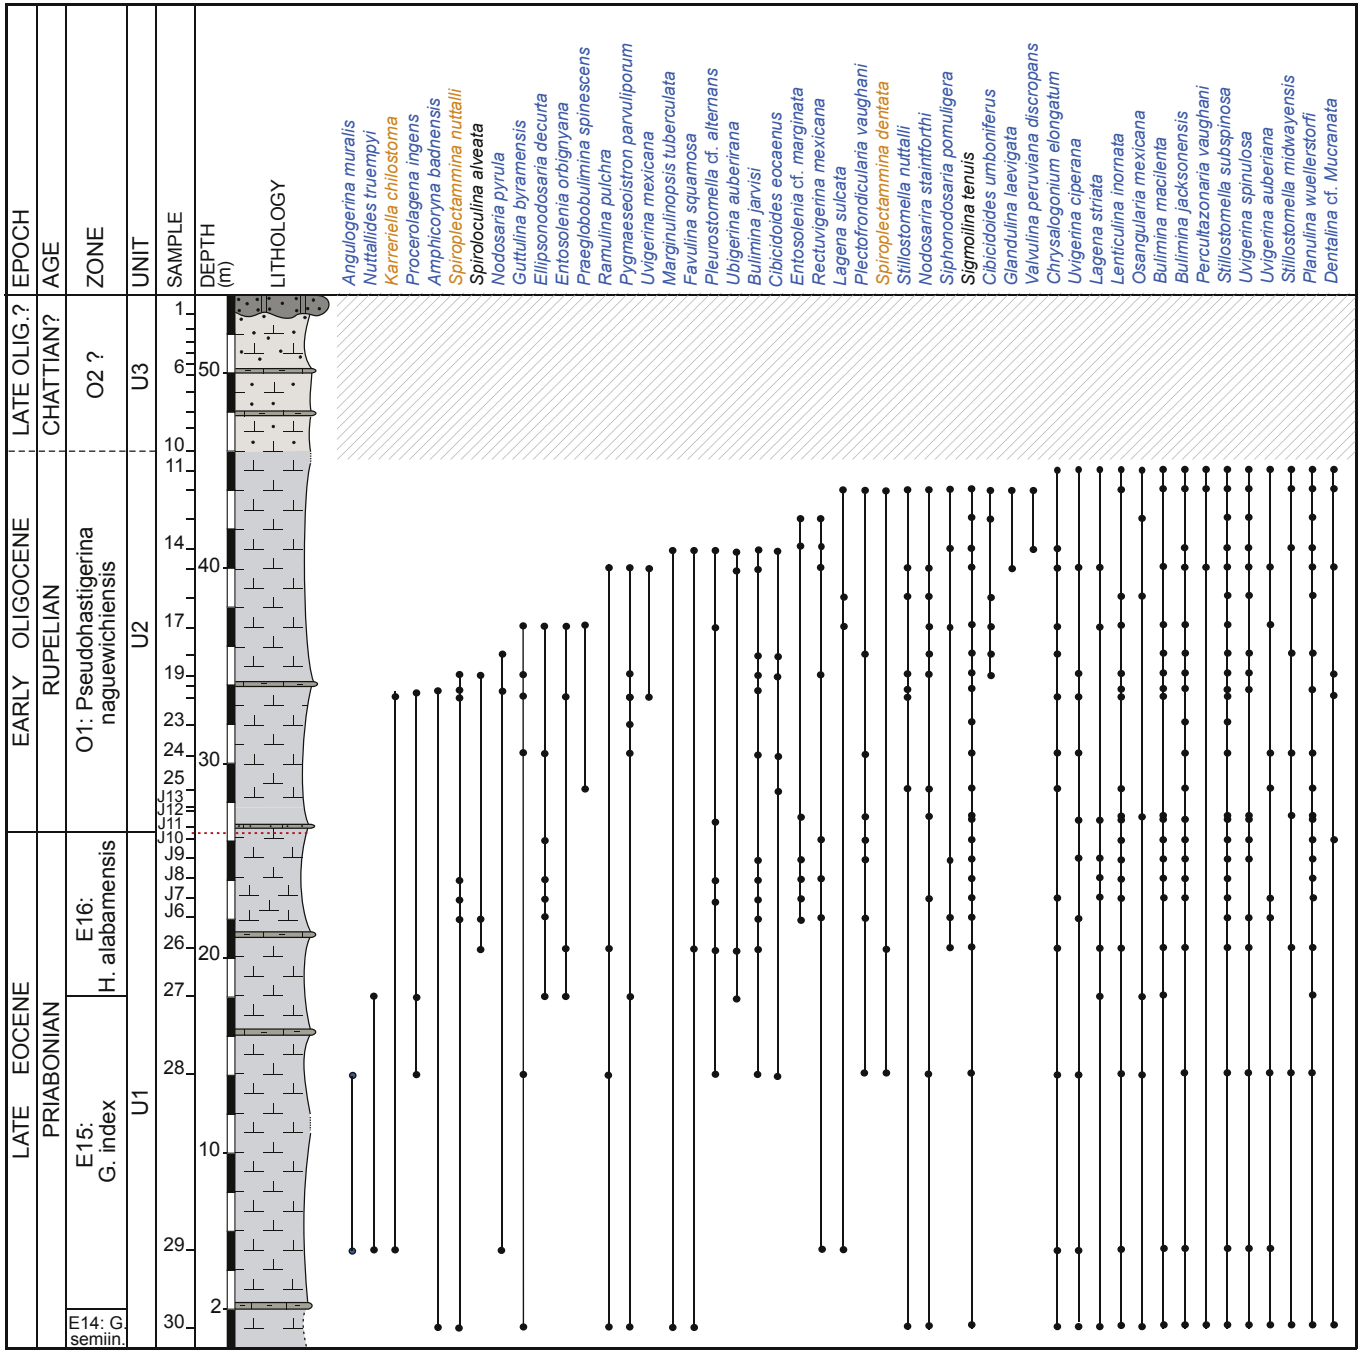 EPOCH
AGE
ZONE
UNIT
SAMPLE
DEPTH
(m)
LITHOLOGY
Angulogerina muralis
Nuttallides truempyi
Karreriella chilostoma
Procerolagena ingens
Amphicoryna badnensis
Spiroplectammina nuttalli
Spiroloculina alveata
Nodosaria pyrula
Guttulina byramensis
Ellipsonodosaria decurta
Entosolenia orbignyana
Praeglobobulimina spinescens
Ramulina pulchra
Pygmaeoseistron parvuliporum
Uvigerina mexicana
Marginulinopsis tuberculata
Favulina squamosa
Pleurostomella cf. alternans
Ubigerina auberirana
Bulimina jarvisi
Cibicidoides eocaenus
Entosolenia cf. marginata
Rectuvigerina mexicana
Lagena sulcata
Plectofrondicularia vaughani
Spiroplectammina dentata
Stillostomella nuttalli
Nodosarira stainforthi
Siphonodosaria pomuligera
Sigmoilina tenuis
Cibicidoides umboniferus
Glandulina laevigata
Valvulina peruviana discropans
Chrysalogonium elongatum
Uvigerina ciperana
Lagena striata
Lenticulina inornata
Osangularia mexicana
Bulimina macilenta
Bulimina jacksonensis
Percultazonaria vaughani
Stillostomella subspinosa
Uvigerina spinulosa
Uvigerina auberiana
Stillostomella midwayensis
Planulina wuellerstorfi
Dentalina cf. Mucranata
LATE OLIG.?
CHATTIAN?
O2 ?
U3
EARLY OLIGOCENE
RUPELIAN
O1: Pseudohastigerina
naguewichiensis
U2
LATE EOCENE
PRIABONIAN
E16:
H. alabamensis
E15:
G. index
E14: G.
semiin.
U1
1
6
10
11
14
17
19
23
24
25
J13
J12
J11
J10
J9
J8
J7
J6
26
27
28
29
30
50
40
30
20
10
2